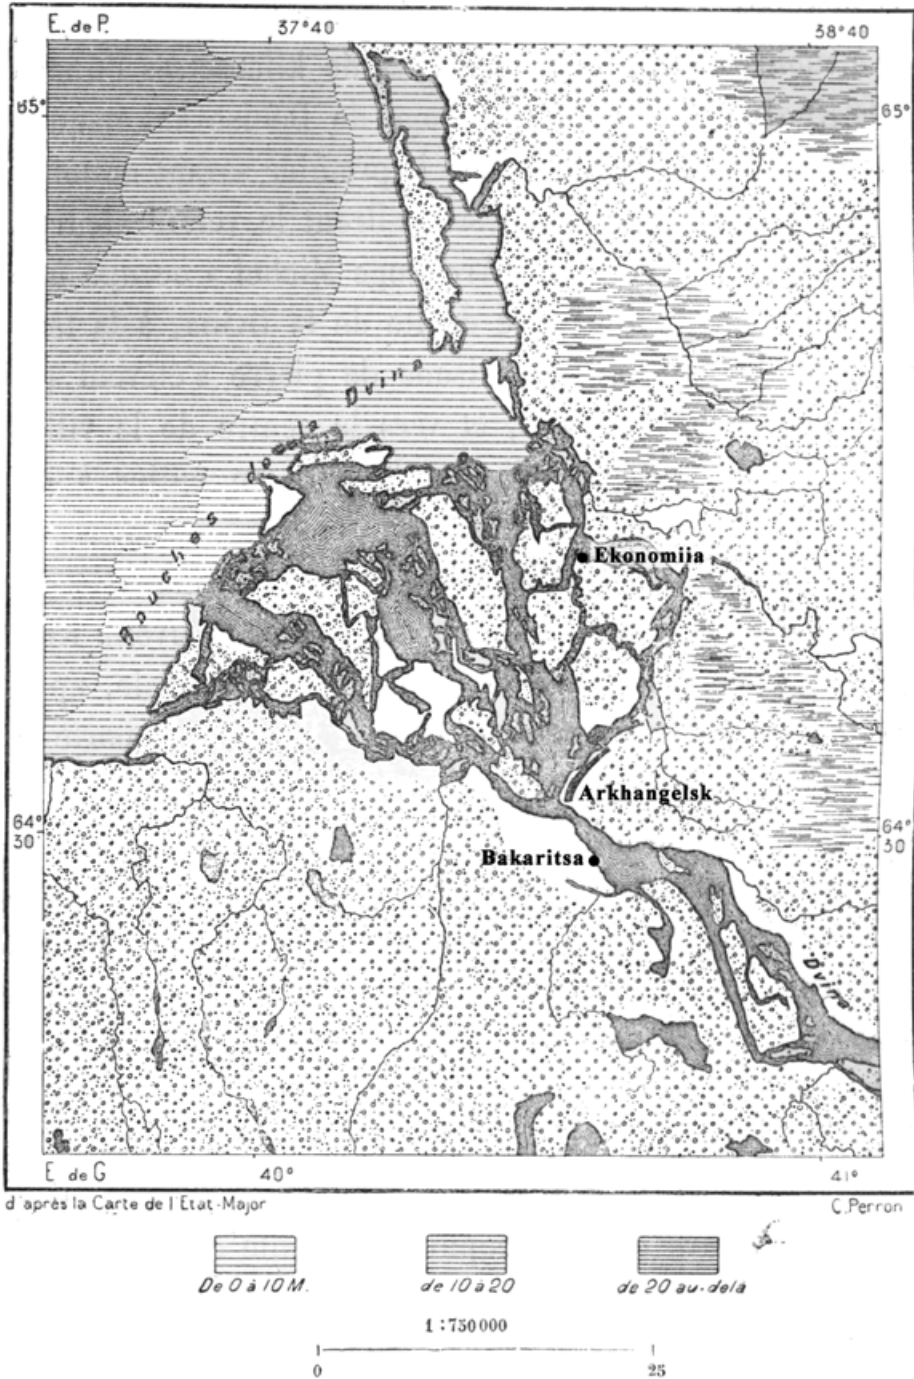 E. de P.
37°40
38°40
65°
65°
Bouches de la Dvina
Ekonomiia
Arkhangelsk
64°
30
64°
30
Bakaritsa
Dvina
E de G
40°
41°
d'après la Carte de l'Etat-Major
C. Perron
De 0 à 10 M.
de 10 à 20
de 20 au-delà
1 : 750 000
0
25